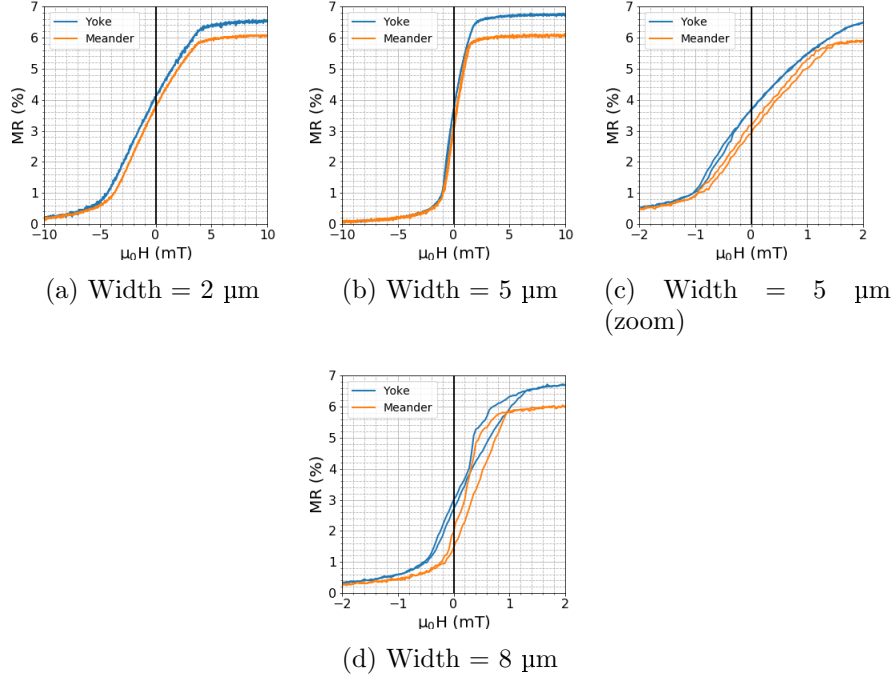 7
6
5
4
3
2
1
0
MR (%)
Yoke
Meander
−10 −5 0 5 10
μ₀H (mT)
(a) Width = 2 µm
7
6
5
4
3
2
1
0
MR (%)
Yoke
Meander
−10 −5 0 5 10
μ₀H (mT)
(b) Width = 5 µm
7
6
5
4
3
2
1
0
MR (%)
Yoke
Meander
−2 −1 0 1 2
μ₀H (mT)
(c) Width = 5 µm
(zoom)
7
6
5
4
3
2
1
0
MR (%)
Yoke
Meander
−2 −1 0 1 2
μ₀H (mT)
(d) Width = 8 µm